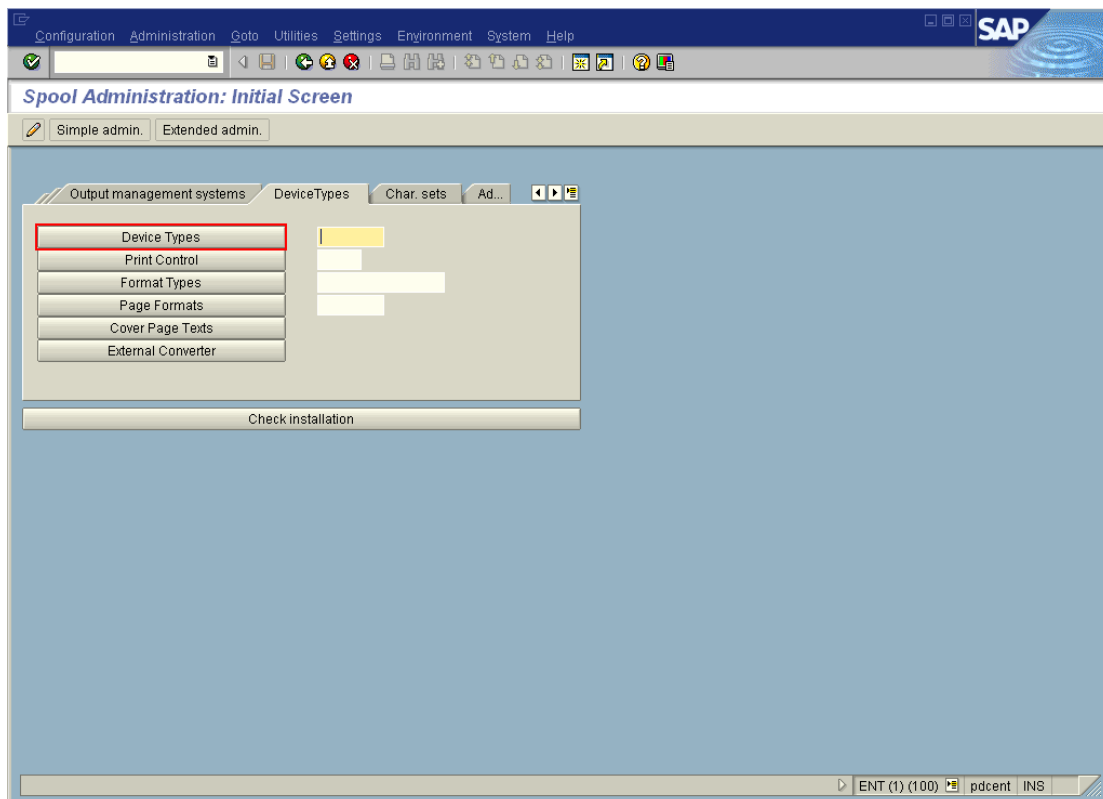 Configuration Administration Goto Utilities Settings Environment System Help
SAP
Spool Administration: Initial Screen
Simple admin. Extended admin.
Output management systems DeviceTypes Char. sets Ad...
Device Types
Print Control
Format Types
Page Formats
Cover Page Texts
External Converter
Check installation
ENT (1) (100) pdcent INS